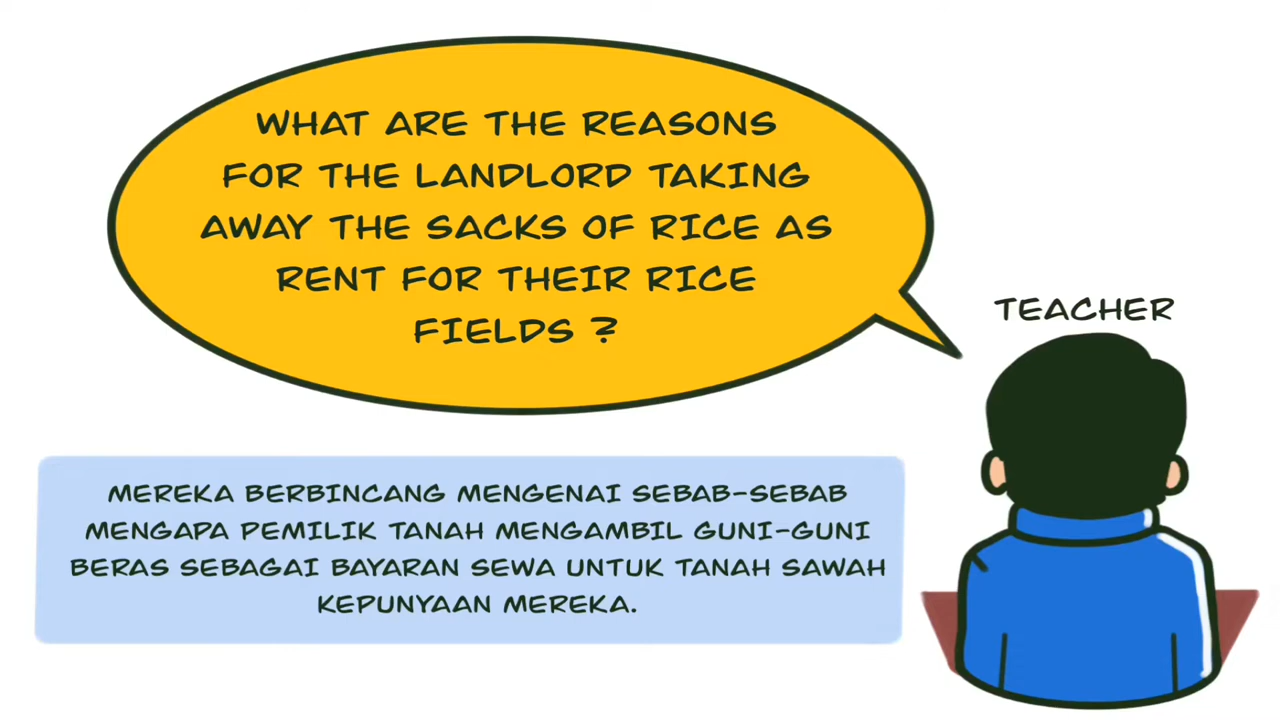 WHAT ARE THE REASONS
FOR THE LANDLORD TAKING
AWAY THE SACKS OF RICE AS
RENT FOR THEIR RICE
FIELDS ?
TEACHER
MEREKA BERBINCANG MENGENAI SEBAB-SEBAB
MENGAPA PEMILIK TANAH MENGAMBIL GUNI-GUNI
BERAS SEBAGAI BAYARAN SEWA UNTUK TANAH SAWAH
KEPUNYAAN MEREKA.